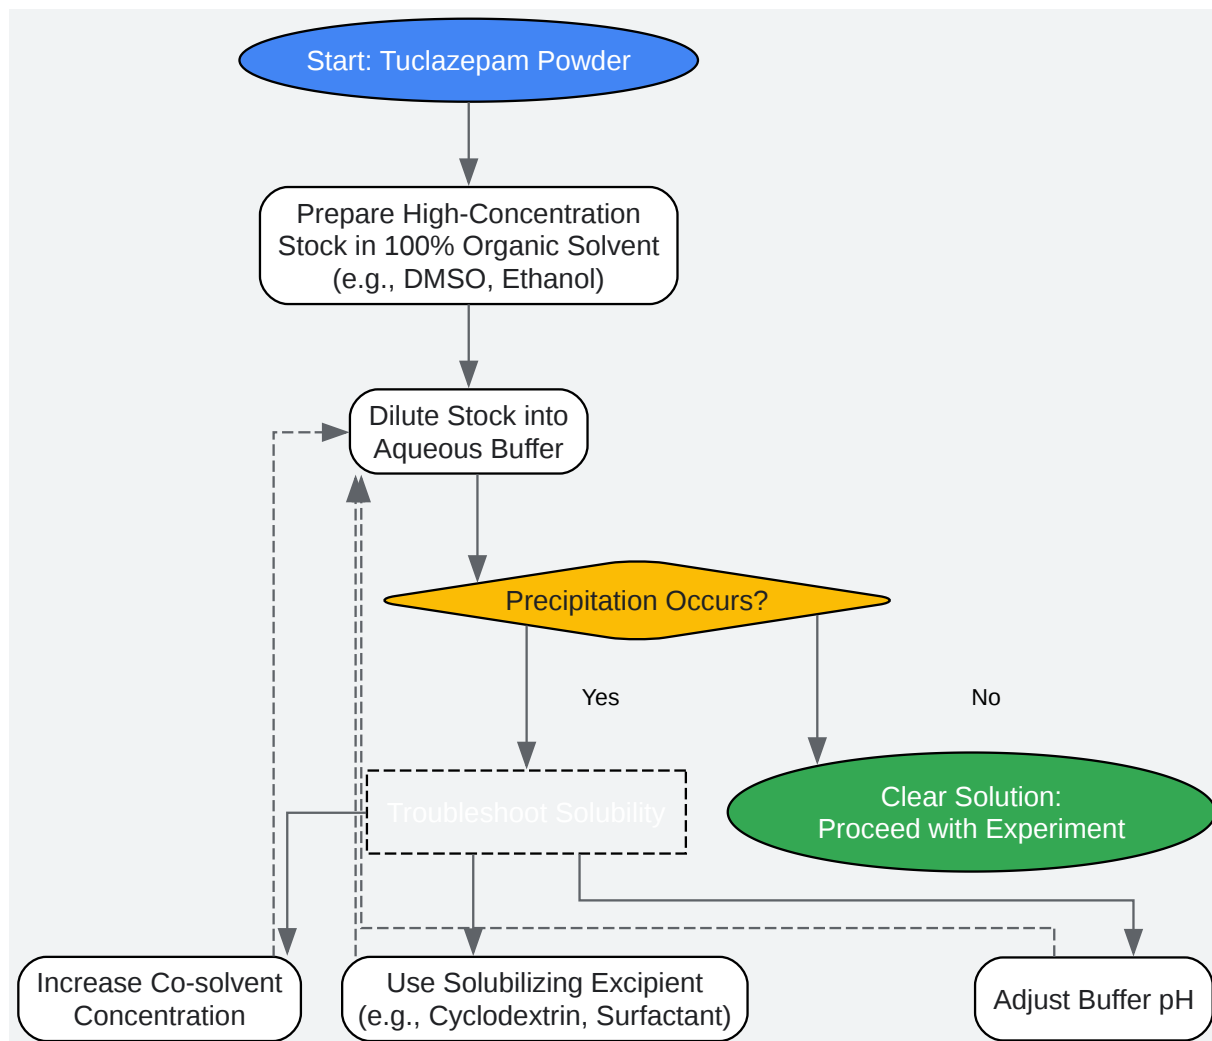 Start: Tuclazepam Powder
Prepare High-Concentration
Stock in 100% Organic Solvent
(e.g., DMSO, Ethanol)
Dilute Stock into
Aqueous Buffer
Precipitation Occurs?
Yes
No
Troubleshoot Solubility
Clear Solution:
Proceed with Experiment
Increase Co-solvent
Concentration
Use Solubilizing Excipient
(e.g., Cyclodextrin, Surfactant)
Adjust Buffer pH